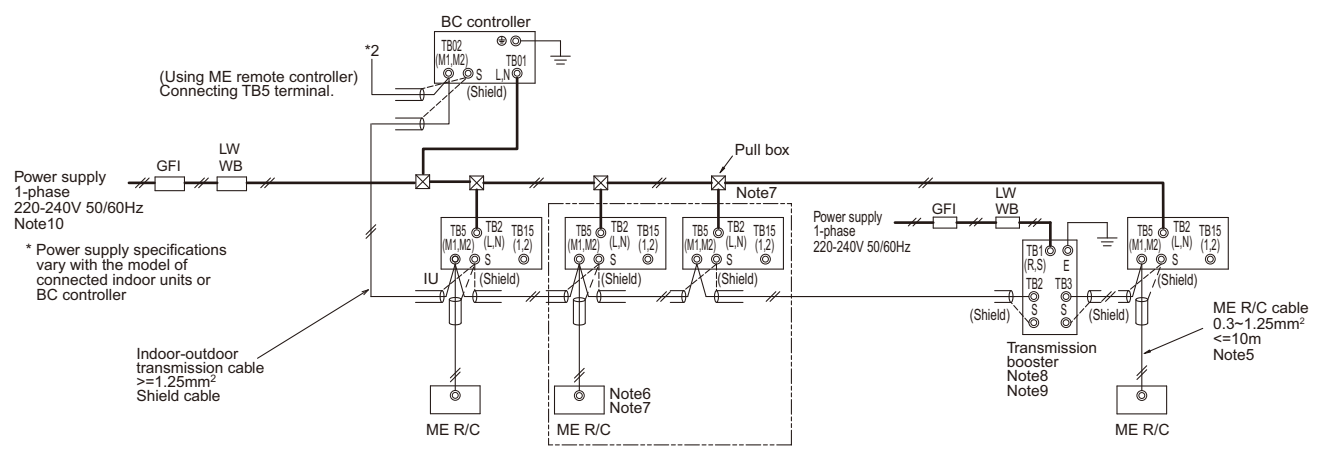 BC controller
*2
TB02
(M1,M2)
S
TB01
L,N
(Shield)
(Using ME remote controller)
Connecting TB5 terminal.
Power supply
1-phase
220-240V 50/60Hz
Note10
GFI
LW
WB
Pull box
Note7
* Power supply specifications
vary with the model of
connected indoor units or
BC controller
TB5
(M1,M2)
TB2
(L,N)
TB15
(1,2)
S
IU
(Shield)
TB5
(M1,M2)
TB2
(L,N)
TB15
(1,2)
S
(Shield)
TB5
(M1,M2)
TB2
(L,N)
TB15
(1,2)
S
(Shield)
Power supply
1-phase
220-240V 50/60Hz
GFI
LW
WB
TB1
(R,S)
E
TB2
TB3
S
S
(Shield)
(Shield)
Transmission
booster
Note8
Note9
TB5
(M1,M2)
TB2
(L,N)
TB15
(1,2)
S
(Shield)
ME R/C cable
0.3~1.25mm²
<=10m
Note5
Indoor-outdoor
transmission cable
>=1.25mm²
Shield cable
ME R/C
Note6
Note7
ME R/C
ME R/C